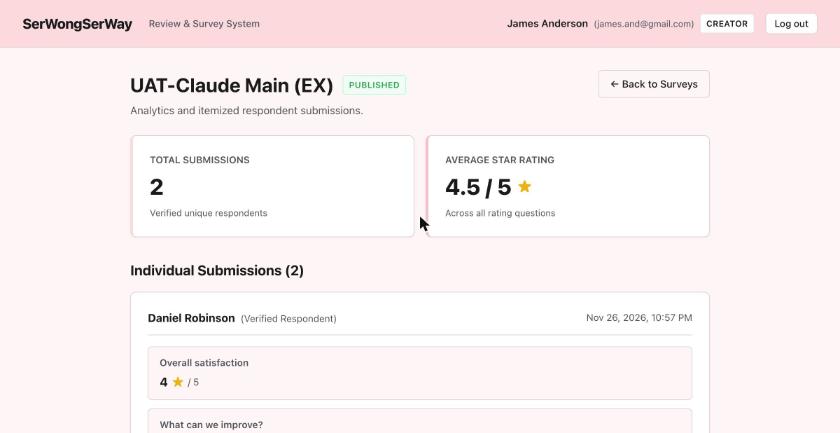 SerWongSerWay Review & Survey System James Anderson (james.and@gmail.com) CREATOR Log out
UAT-Claude Main (EX) PUBLISHED ← Back to Surveys
Analytics and itemized respondent submissions.
TOTAL SUBMISSIONS
2
Verified unique respondents
AVERAGE STAR RATING
4.5 / 5 ★
Across all rating questions
Individual Submissions (2)
Daniel Robinson (Verified Respondent) Nov 26, 2026, 10:57 PM
Overall satisfaction
4 ★ / 5
What can we improve?